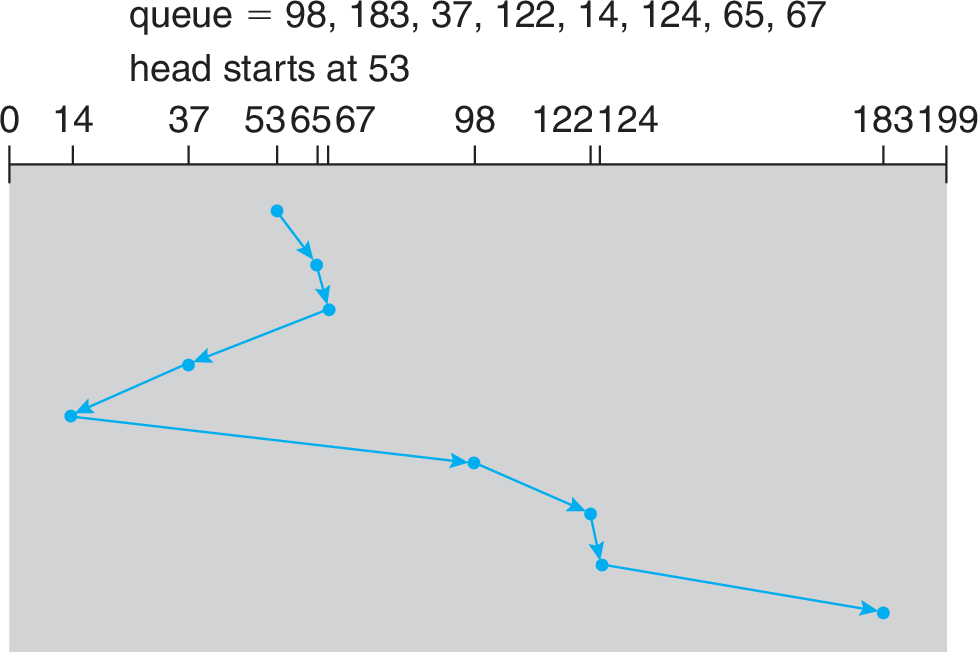 queue = 98, 183, 37, 122, 14, 124, 65, 67
head starts at 53
0 14 37 53 65 67 98 122 124 183 199